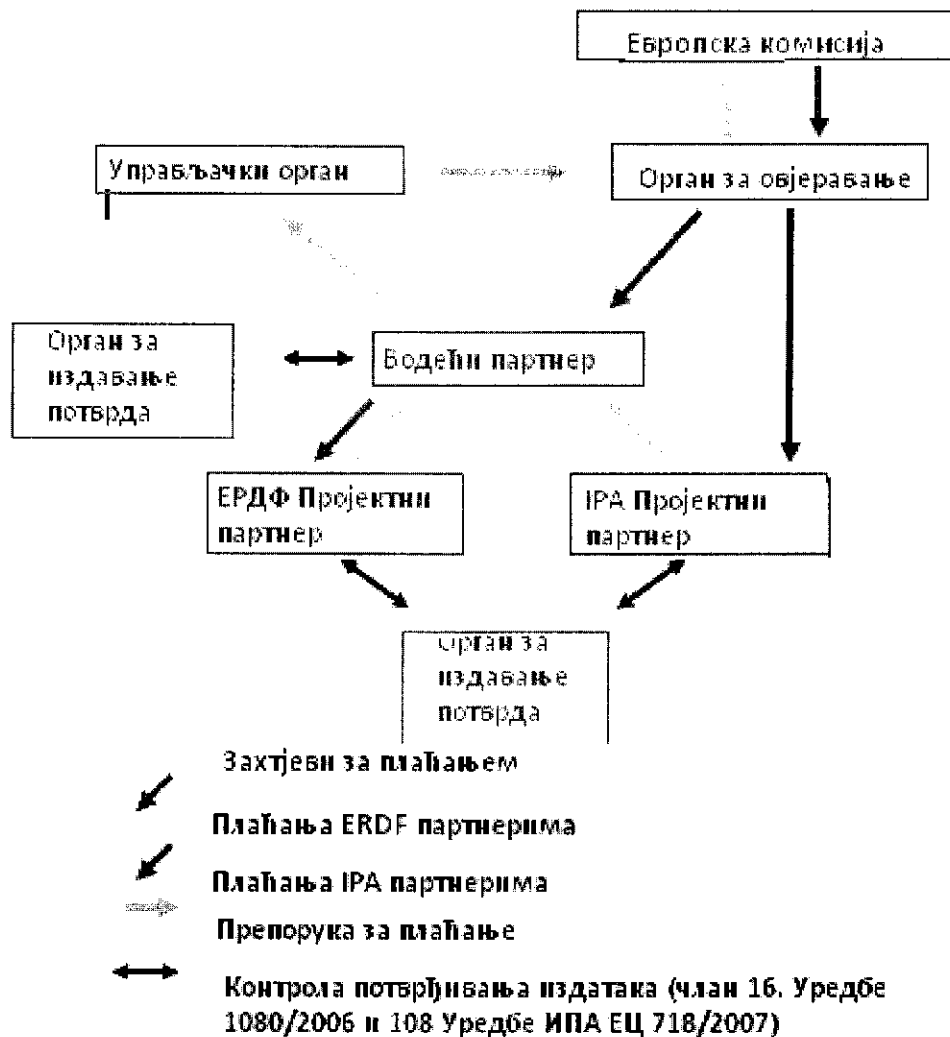 Европска комисија
Управљачки орган
Орган за овјеравање
Орган за
издавање
потврда
Водећи партнер
ЕРДФ Пројектни
партнер
IPA Пројектни
партнер
Орган за
издавање
потврда
Захтјеви за плаћањем
Плаћања ERDF партнерима
Плаћања IPA партнерима
Препорука за плаћање
Контрола потврђивања издатака (члан 16. Уредбе
1080/2006 и 108 Уредбе ИПА ЕЦ 718/2007)